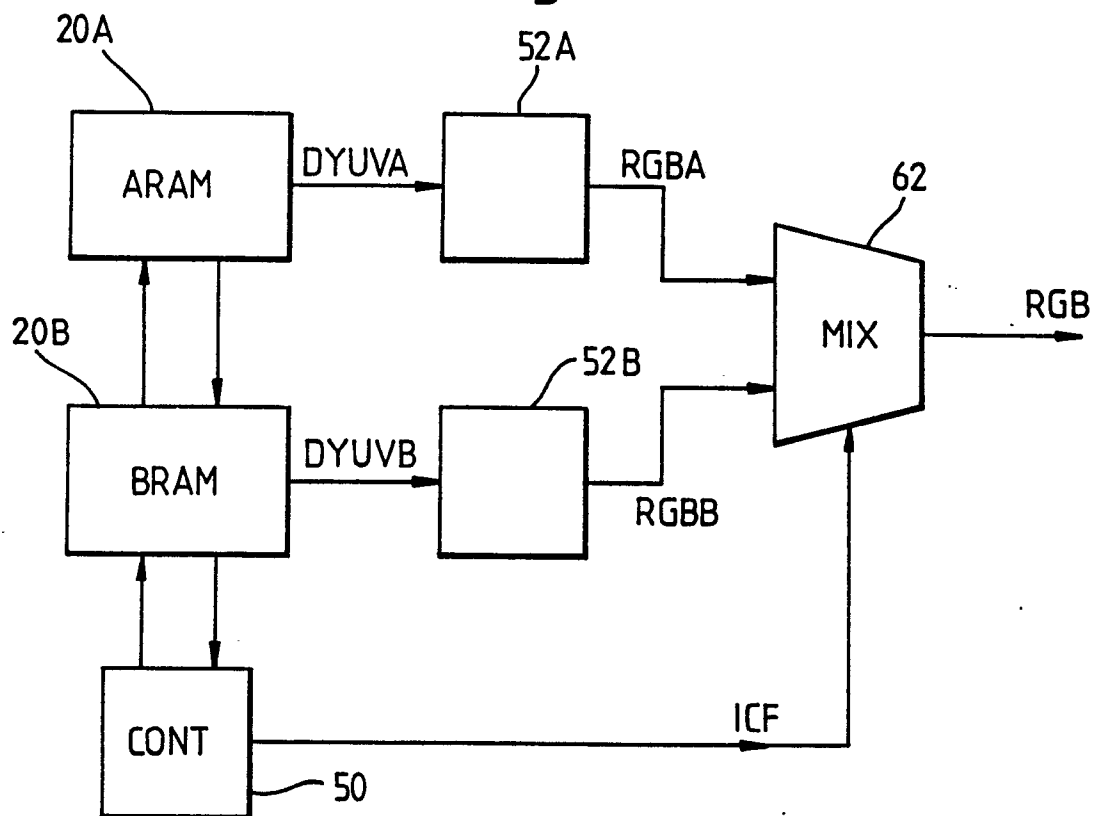 20A
52A
ARAM
DYUVA
RGBA
62
MIX
RGB
20B
52B
BRAM
DYUVB
RGBB
CONT
ICF
50